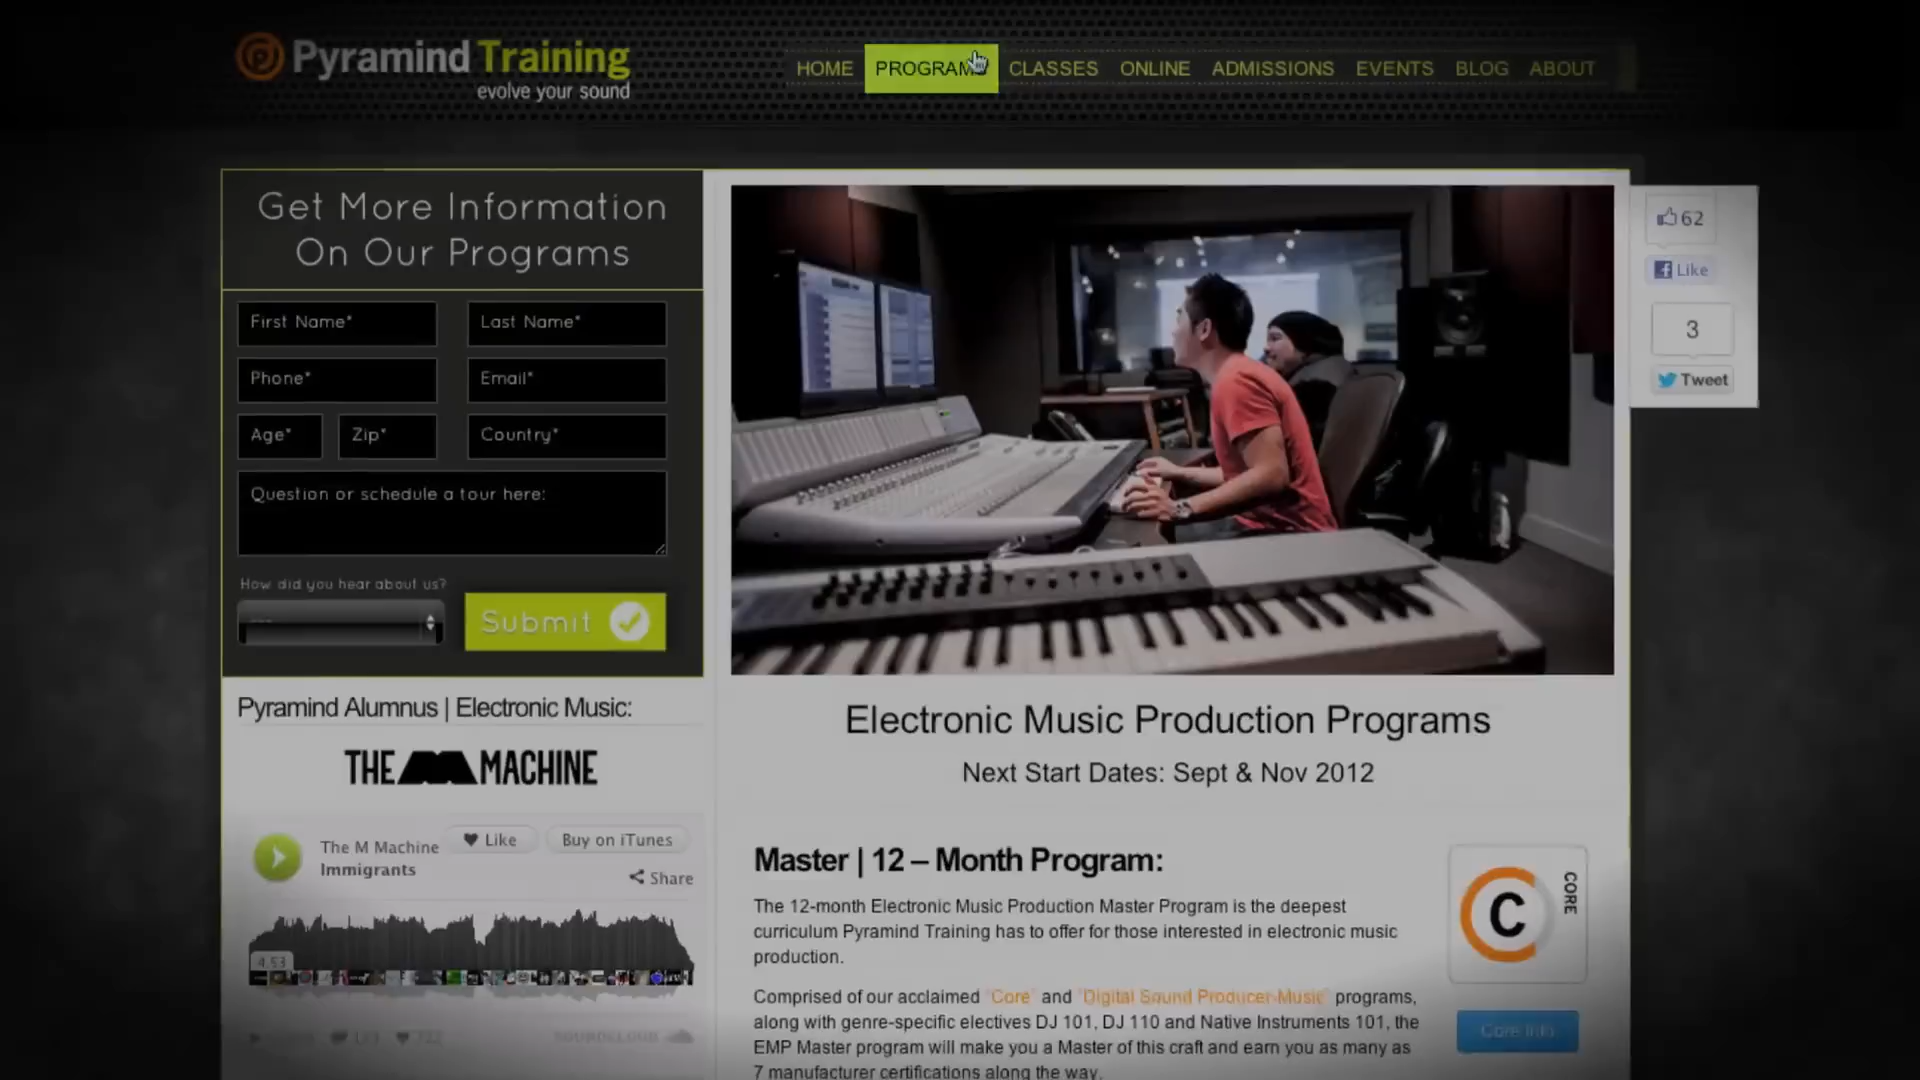 Pyramind Training
evolve your sound
HOME PROGRAMS CLASSES ONLINE ADMISSIONS EVENTS BLOG ABOUT
Get More Information
On Our Programs
First Name* Last Name*
Phone* Email*
Age* Zip* Country*
Question or schedule a tour here:
How did you hear about us?
Submit
Pyramind Alumnus | Electronic Music:
THE M MACHINE
The M Machine
Immigrants
Like
Buy on iTunes
Share
4.53
SOUNDCLOUD
62
Like
3
Tweet
Electronic Music Production Programs
Next Start Dates: Sept & Nov 2012
Master | 12 – Month Program:
The 12-month Electronic Music Production Master Program is the deepest
curriculum Pyramind Training has to offer for those interested in electronic music
production.
Comprised of our acclaimed "Core" and "Digital Sound Producer-Music" programs,
along with genre-specific electives DJ 101, DJ 110 and Native Instruments 101, the
EMP Master program will make you a Master of this craft and earn you as many as
7 manufacturer certifications along the way.
C
CORE
Core Info